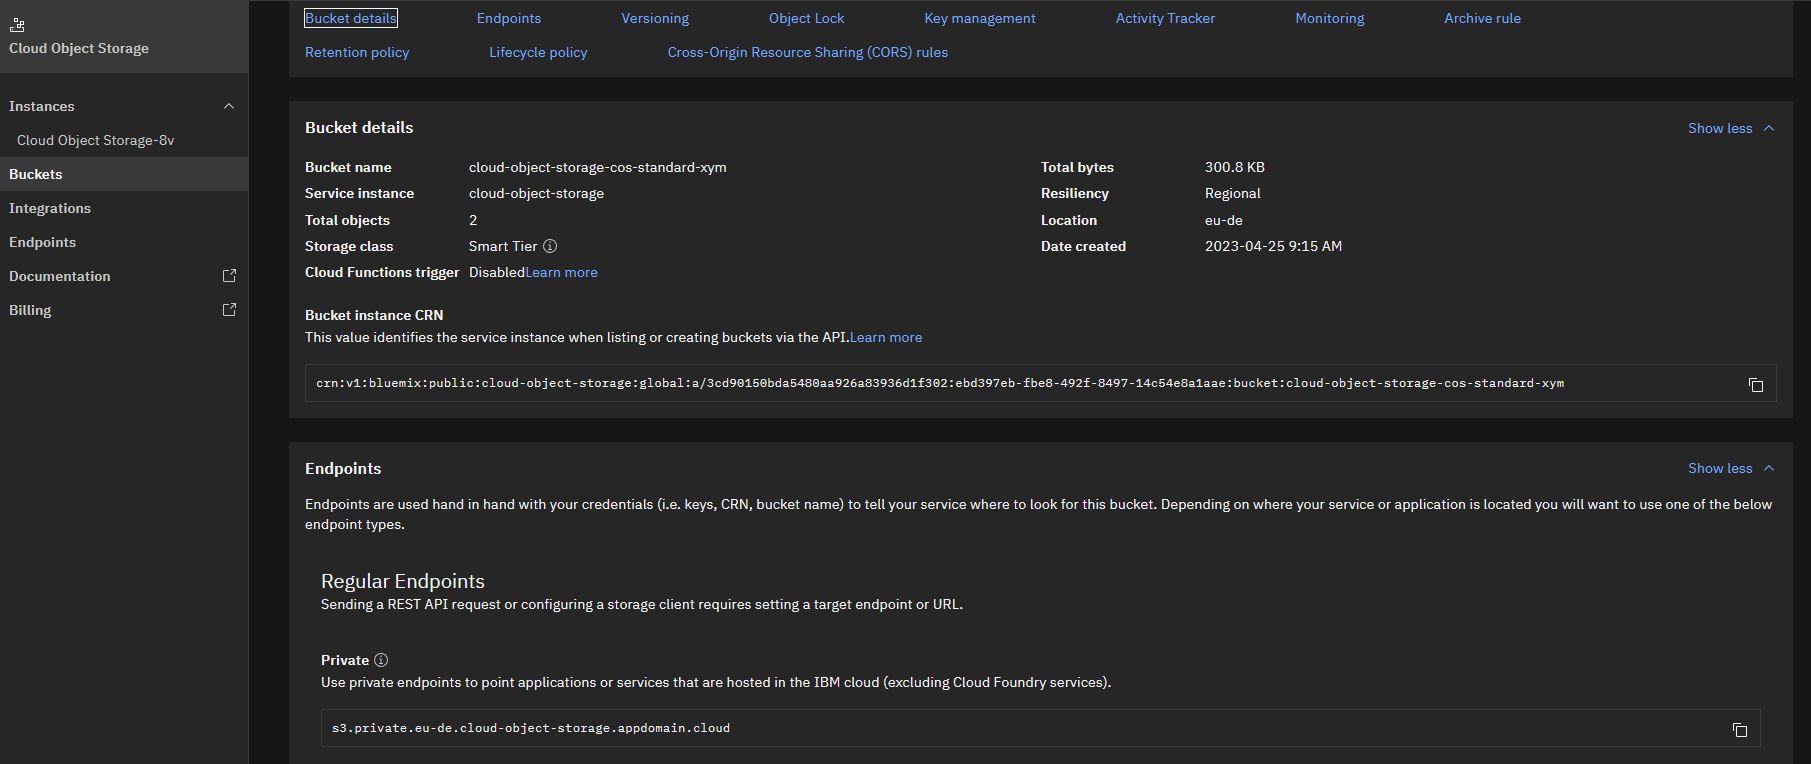 Cloud Object Storage
Instances
Cloud Object Storage-8v
Buckets
Integrations
Endpoints
Documentation
Billing
Bucket details Endpoints Versioning Object Lock Key management Activity Tracker Monitoring Archive rule
Retention policy Lifecycle policy Cross-Origin Resource Sharing (CORS) rules
Bucket details Show less
Bucket name cloud-object-storage-cos-standard-xym Total bytes 300.8 KB
Service instance cloud-object-storage Resiliency Regional
Total objects 2 Location eu-de
Storage class Smart Tier Date created 2023-04-25 9:15 AM
Cloud Functions trigger DisabledLearn more
Bucket instance CRN
This value identifies the service instance when listing or creating buckets via the API.Learn more
crn:v1:bluemix:public:cloud-object-storage:global:a/3cd90150bda5480aa926a83936d1f302:ebd397eb-fbe8-492f-8497-14c54e8a1aae:bucket:cloud-object-storage-cos-standard-xym
Endpoints Show less
Endpoints are used hand in hand with your credentials (i.e. keys, CRN, bucket name) to tell your service where to look for this bucket. Depending on where your service or application is located you will want to use one of the below
endpoint types.
Regular Endpoints
Sending a REST API request or configuring a storage client requires setting a target endpoint or URL.
Private
Use private endpoints to point applications or services that are hosted in the IBM cloud (excluding Cloud Foundry services).
s3.private.eu-de.cloud-object-storage.appdomain.cloud